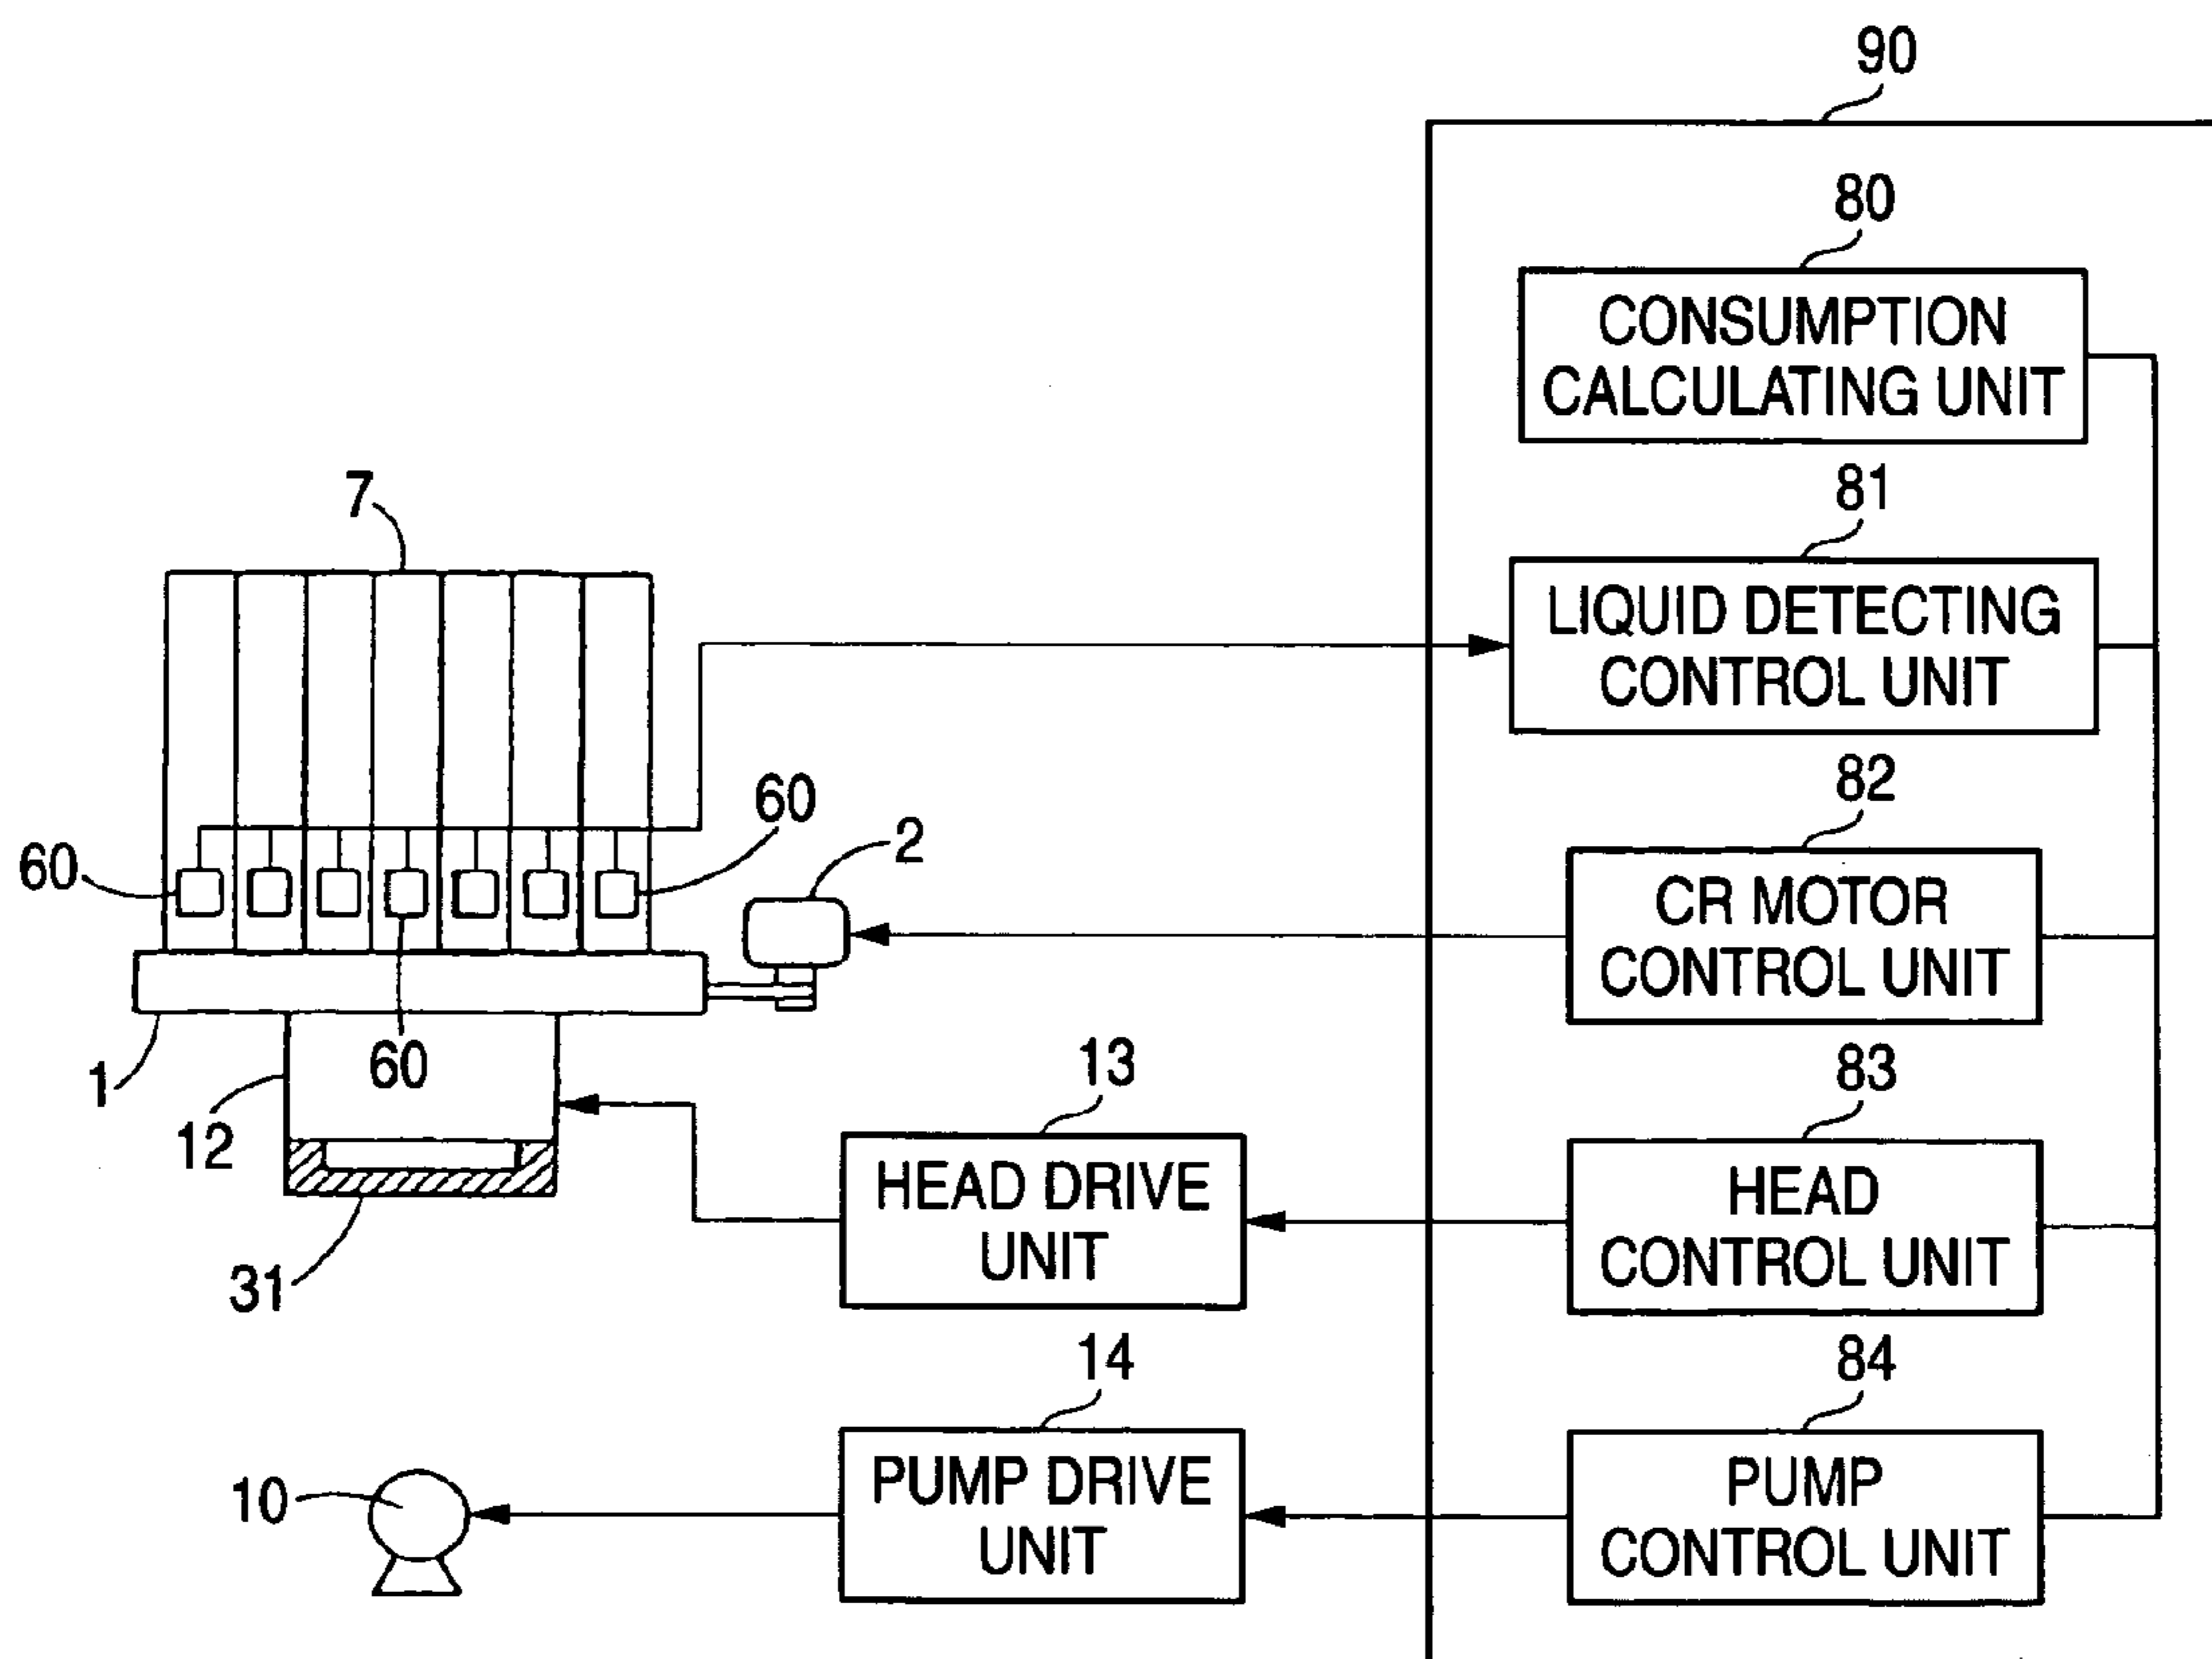 90
80
CONSUMPTION
CALCULATING UNIT
81
7
LIQUID DETECTING
CONTROL UNIT
82
60
2
60
CR MOTOR
CONTROL UNIT
13
83
60
1
12
HEAD DRIVE
UNIT
HEAD
CONTROL UNIT
31
14
84
10
PUMP DRIVE
UNIT
PUMP
CONTROL UNIT